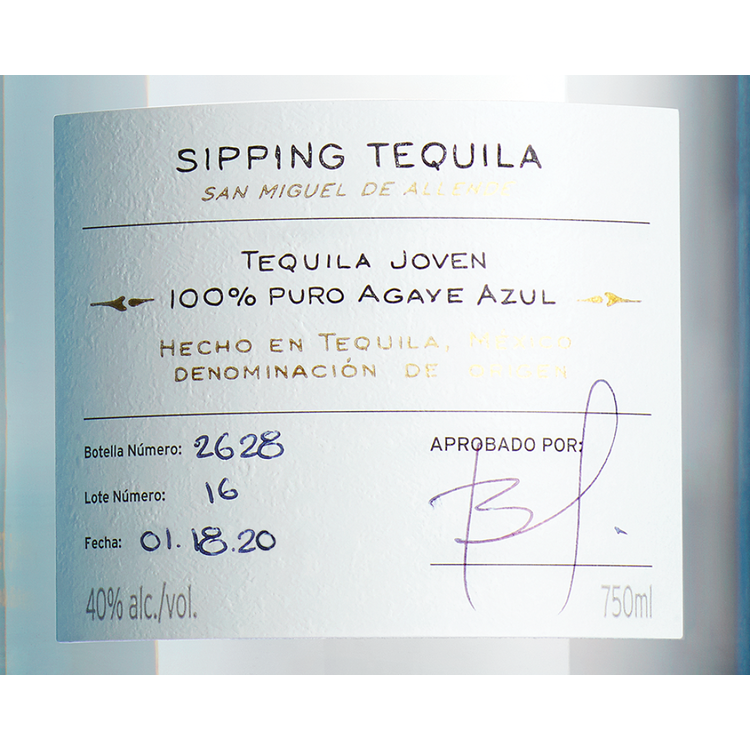 SIPPING TEQUILA
SAN MIGUEL DE ALLENDE
TEQUILA JOVEN
100% PURO AGAVE AZUL
HECHO EN TEQUILA, MÉXICO
DENOMINACIÓN DE ORIGEN
Botella Número: 2628
APROBADO POR:
Lote Número: 16
Fecha: 01.18.20
40% alc./vol.
750ml